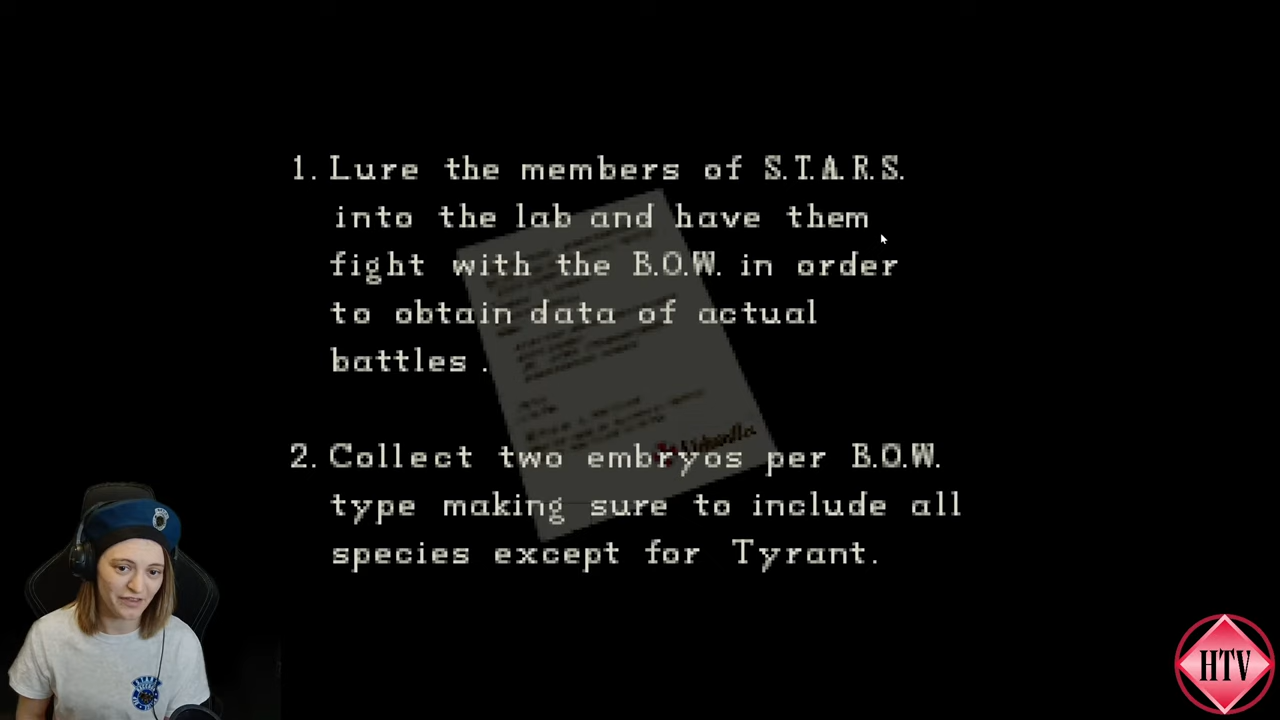 1. Lure the members of S.T.A.R.S.
into the lab and have them
fight with the B.O.W. in order
to obtain data of actual
battles .
2. Collect two embryos per B.O.W.
type making sure to include all
species except for Tyrant.
HTV